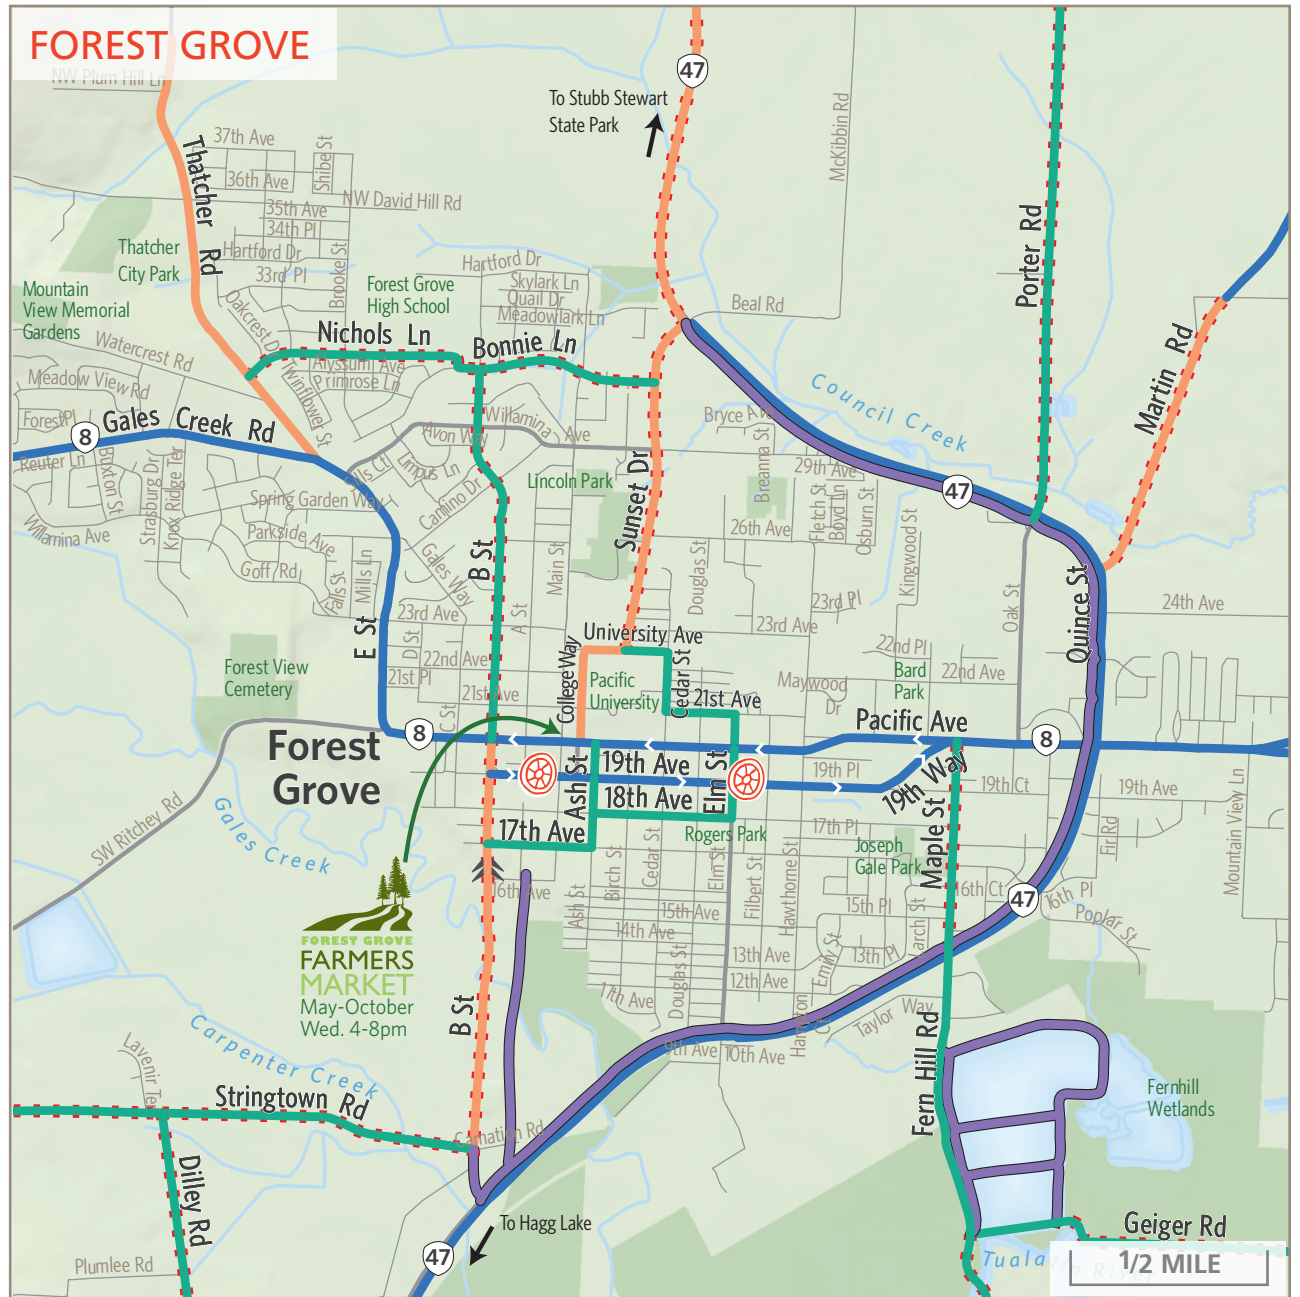 FOREST GROVE
NW Plum Hill Ln
47
To Stubb Stewart
State Park
McKibbin Rd
37th Ave
Shibe St
36th Ave
NW David Hill Rd
35th Ave
34th Pl
Hartford Dr
33rd Pl
Brooke St
Thatcher Rd
Thatcher
City Park
Mountain
View Memorial
Gardens
Oakcrest Dr
Forest Grove
High School
Hartford Dr
Skylark Ln
Quail Dr
Meadowlark Ln
Beal Rd
Porter Rd
Martin Rd
Nichols Ln
Bonnie Ln
Watercrest Rd
Alyssum Ave
Primrose Ln
Twinflower St
Meadow View Rd
Forest Pl
8
Gales Creek Rd
Willamina Ave
Avon Way
Bryce Ave
Council Creek
Reuter Ln
Buxton St
Strasburg Dr
Knox Ridge Ter
Limpus Ln
Camino Dr
Spring Garden Way
Lincoln Park
Sunset Dr
Breanna St
29th Ave
Fletch St
Boyd Ln
Osburn St
47
Willamina Ave
Parkside Ave
Goff Rd
Falls St
Mills Ln
Gales Way
B St
Main St
26th Ave
Douglas St
Kingwood St
Oak St
Quince St
24th Ave
23rd Ave
A St
23rd Pl
E St
D St
University Ave
23rd Ave
22nd Ave
22nd Pl
22nd Ave
Forest View
Cemetery
21st Pl
21st Ave
College Way
Pacific
University
Cedar St
21st Ave
Maywood
Dr
Bard
Park
C St
8
Pacific Ave
8
Forest
Grove
19th Ave
19th Pl
19th Way
19th Ct
19th Ave
Ash St
18th Ave
Elm St
Maple St
SW Ritchey Rd
Gales Creek
17th Ave
Rogers Park
17th Pl
Joseph
Gale Park
Fir Rd
Mountain View Ln
16th Ave
Ash St
Birch St
Cedar St
Elm St
Filbert St
Hawthorne St
16th Ct
47
16th Pl
15th Ave
15th Pl
Larch St
Poplar St
14th Ave
FOREST GROVE
FARMERS
MARKET
May-October
Wed. 4-8pm
13th Ave
Emily St
13th Pl
12th Ave
11th Ave
Douglas St
B St
Taylor Way
Fern Hill Rd
Carpenter Creek
Lavenir Ter
9th Ave
10th Ave
Stringtown Rd
Carnation Rd
Fernhill
Wetlands
Dilley Rd
To Hagg Lake
Geiger Rd
47
Plumlee Rd
Tualatin River
1/2 MILE